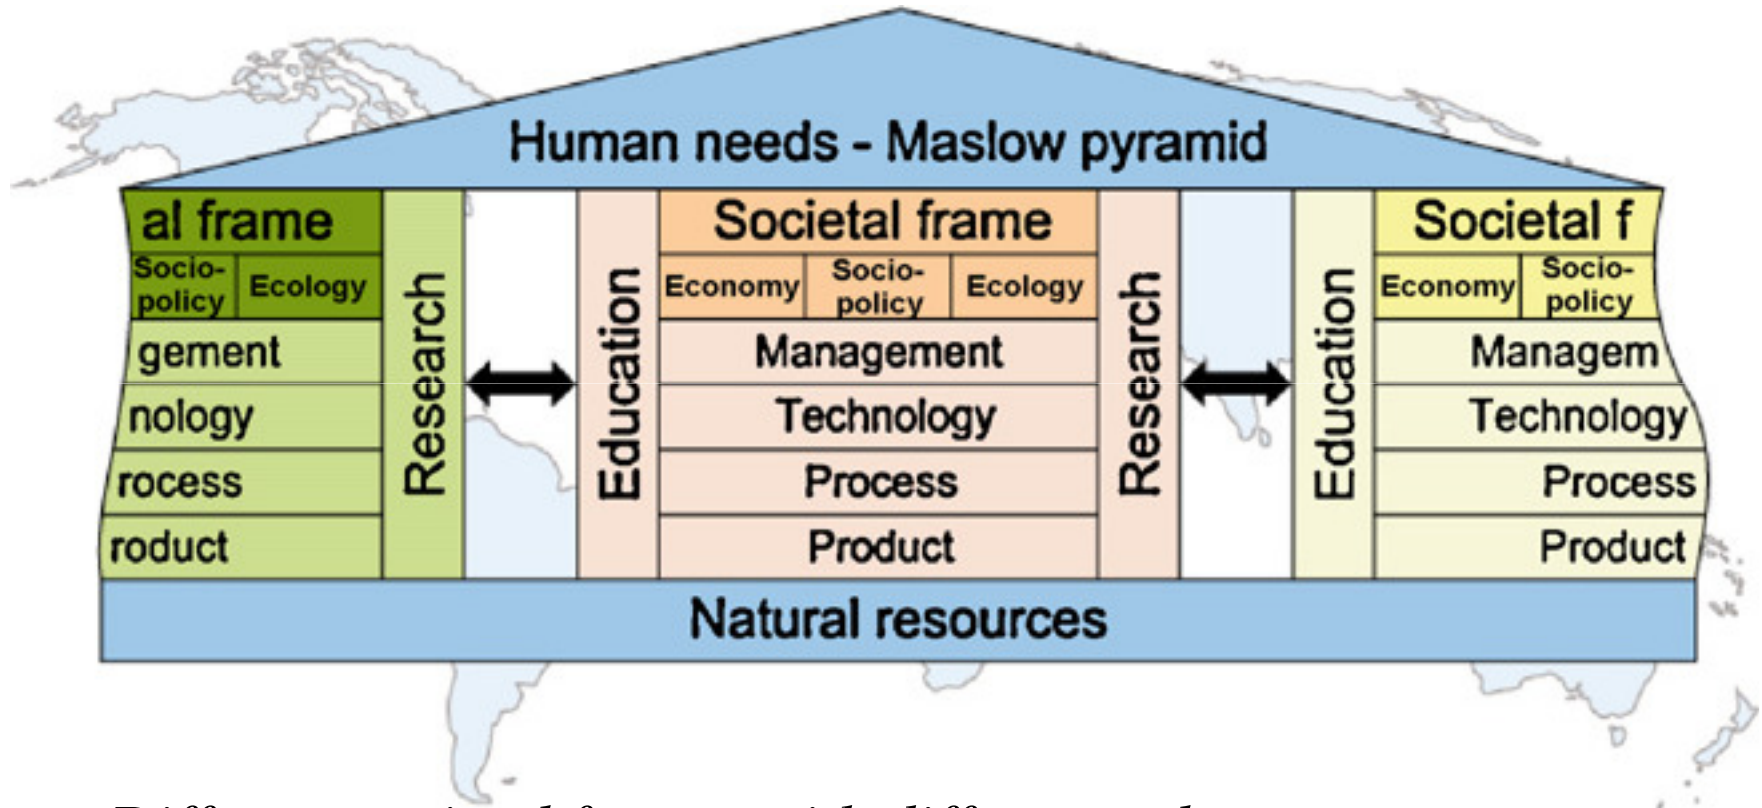 Human needs - Maslow pyramid
al frame
Socio-
policy
Ecology
gement
nology
rocess
roduct
Research
Education
Societal frame
Economy
Socio-
policy
Ecology
Management
Technology
Process
Product
Research
Education
Societal f
Economy
Socio-
policy
Managem
Technology
Process
Product
Natural resources